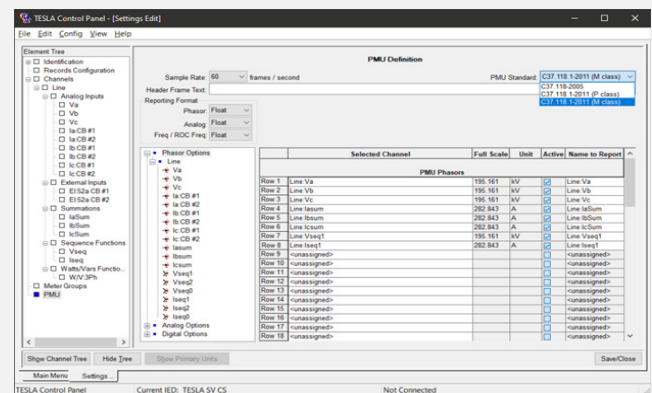 TESLA Control Panel - [Settings Edit]
File Edit Config View Help
Element Tree
Identification
Records Configuration
Channels
Line
Analog Inputs
Va
Vb
Vc
Ia:CB #1
Ia:CB #2
Ib:CB #1
Ib:CB #2
Ic:CB #1
Ic:CB #2
External Inputs
EI:52a CB #1
EI:52a CB #2
Summations
IaSum
IbSum
IcSum
Sequence Functions
Vseq
Iseq
Watts/Vars Functio...
W/V:3Ph
Meter Groups
PMU
PMU Definition
Sample Rate: 60 frames / second
PMU Standard: C37.118.1-2011 (M class)
C37.118-2005
C37.118.1-2011 (P class)
C37.118.1-2011 (M class)
Header Frame Text:
Reporting Format
Phasor: Float
Analog: Float
Freq / ROC Freq: Float
Phasor Options
Line
Va
Vb
Vc
Ia:CB #1
Ia:CB #2
Ib:CB #1
Ib:CB #2
Ic:CB #1
Ic:CB #2
Iasum
Ibsum
Icsum
Vseq1
Vseq2
Vseq0
Iseq1
Iseq2
Iseq0
Analog Options
Digital Options
Selected Channel Full Scale Unit Active Name to Report
PMU Phasors
Row 1 Line:Va 195.161 kV Line:Va
Row 2 Line:Vb 195.161 kV Line:Vb
Row 3 Line:Vc 195.161 kV Line:Vc
Row 4 Line:Iasum 282.843 A Line:IaSum
Row 5 Line:Ibsum 282.843 A Line:IbSum
Row 6 Line:Icsum 282.843 A Line:IcSum
Row 7 Line:Vseq1 195.161 kV Line:Vseq1
Row 8 Line:Iseq1 282.843 A Line:Iseq1
Row 9 <unassigned> <unassigned>
Row 10 <unassigned> <unassigned>
Row 11 <unassigned> <unassigned>
Row 12 <unassigned> <unassigned>
Row 13 <unassigned> <unassigned>
Row 14 <unassigned> <unassigned>
Row 15 <unassigned> <unassigned>
Row 16 <unassigned> <unassigned>
Row 17 <unassigned> <unassigned>
Row 18 <unassigned> <unassigned>
Show Channel Tree Hide Tree Show Primary Units Save/Close
Main Menu Settings ...
TESLA Control Panel Current IED: TESLA SV CS Not Connected